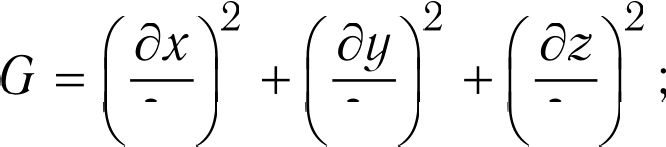 G = (∂x/)² + (∂y/)² + (∂z/)² ;